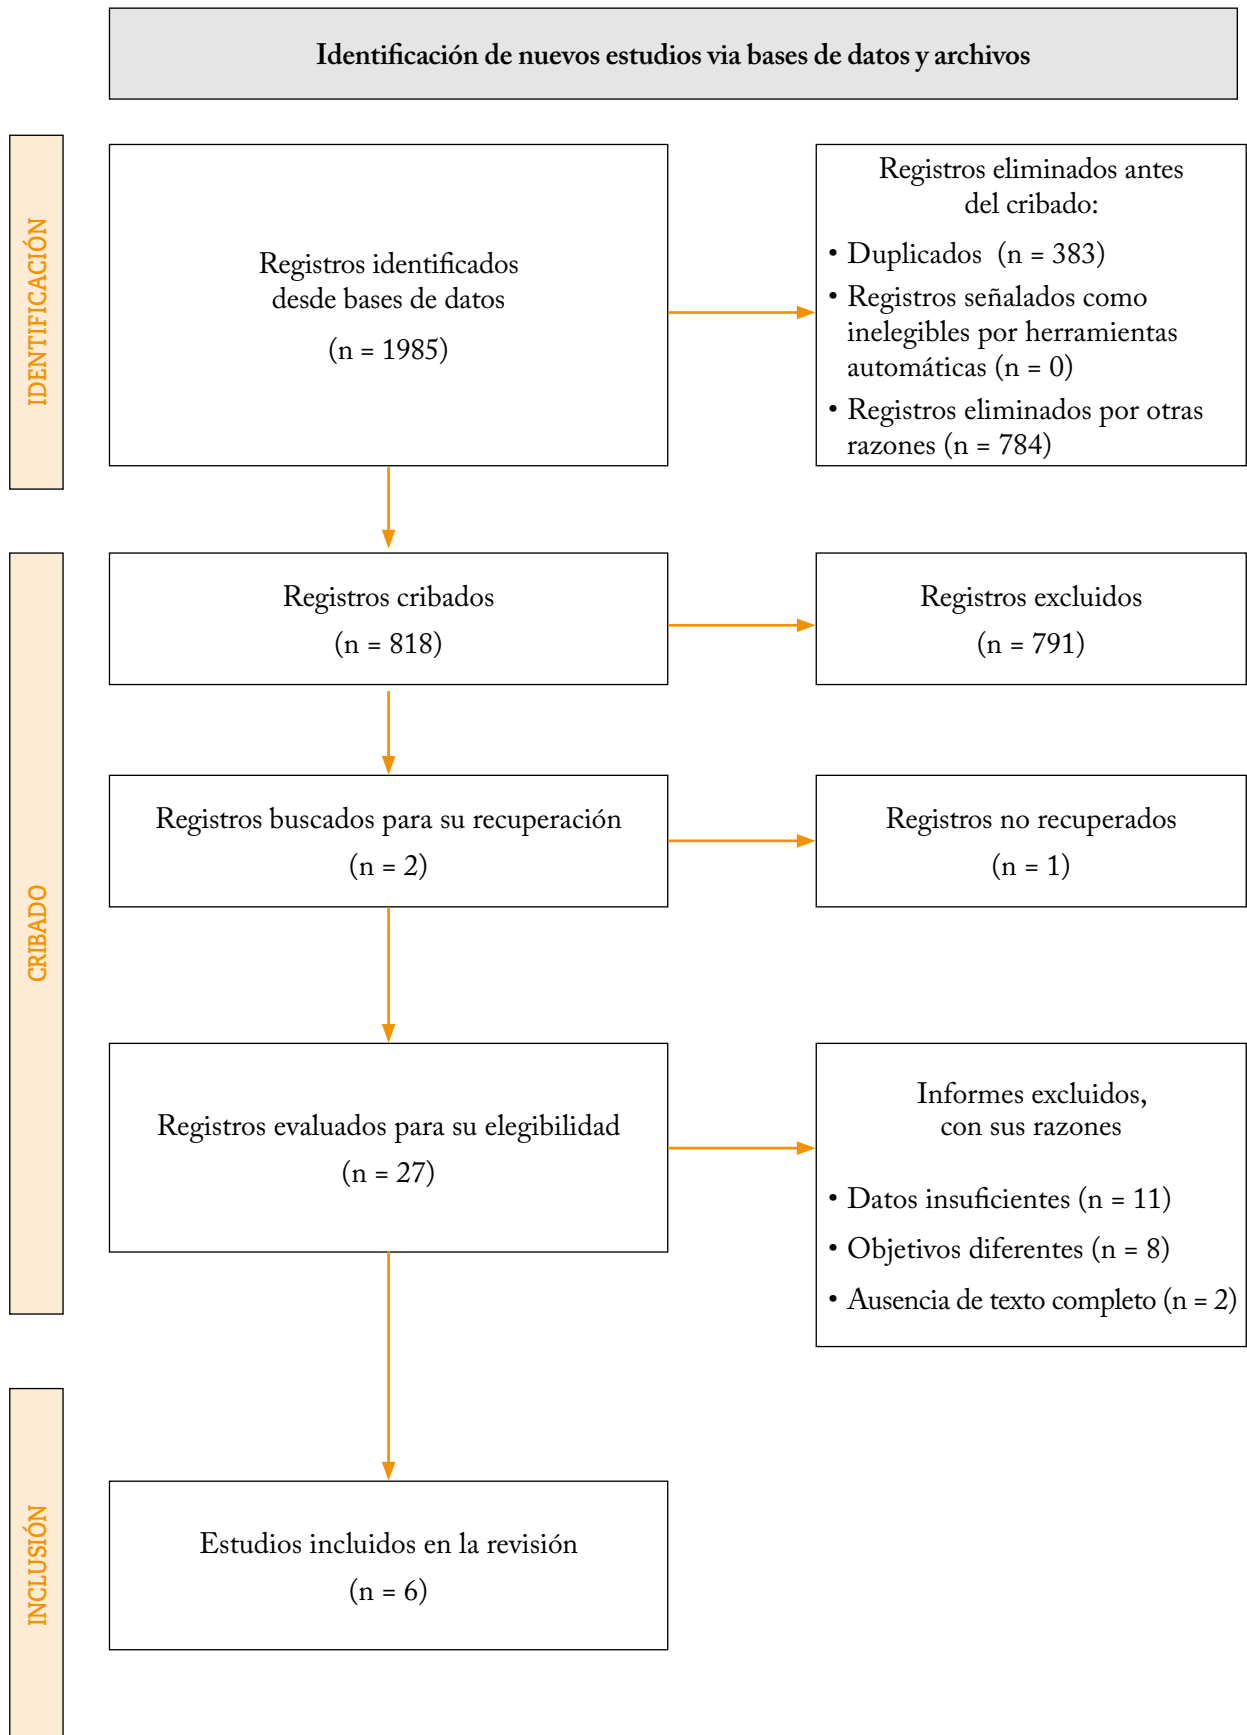 Identificación de nuevos estudios via bases de datos y archivos
IDENTIFICACIÓN
Registros identificados
desde bases de datos
(n = 1985)
Registros eliminados antes
del cribado:
• Duplicados (n = 383)
• Registros señalados como
inelegibles por herramientas
automáticas (n = 0)
• Registros eliminados por otras
razones (n = 784)
CRIBADO
Registros cribados
(n = 818)
Registros excluidos
(n = 791)
Registros buscados para su recuperación
(n = 2)
Registros no recuperados
(n = 1)
Registros evaluados para su elegibilidad
(n = 27)
Informes excluidos,
con sus razones
• Datos insuficientes (n = 11)
• Objetivos diferentes (n = 8)
• Ausencia de texto completo (n = 2)
INCLUSIÓN
Estudios incluidos en la revisión
(n = 6)